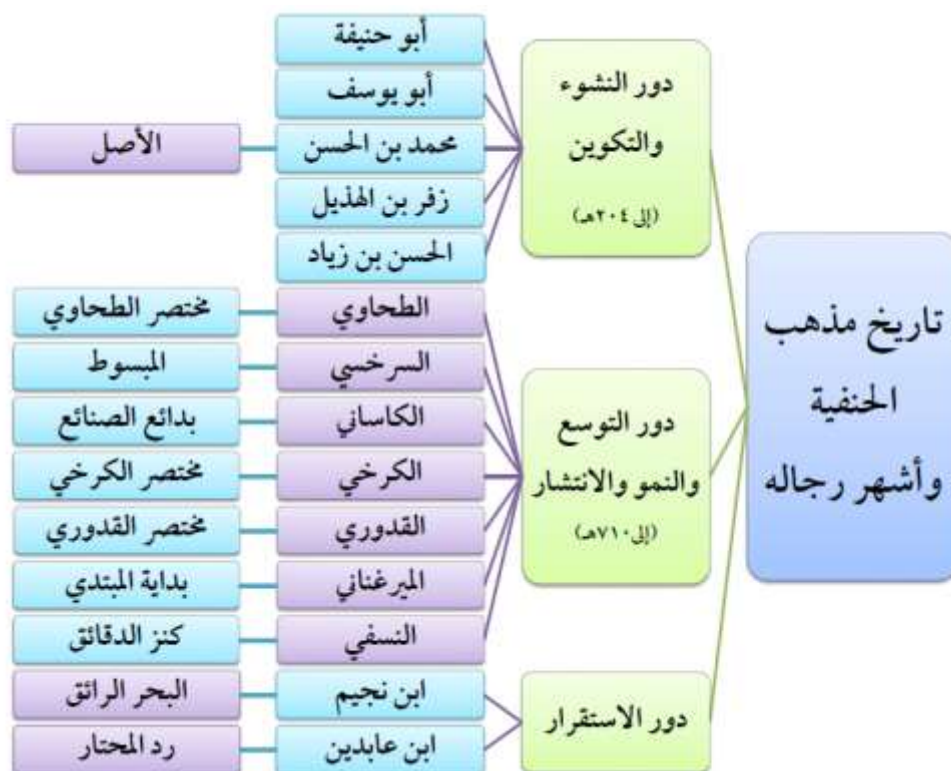 تاريخ مذهب
الحنفية
وأشهر رجاله
دور النشوء
والتكوين
(إلى ٢٠٤هـ)
أبو حنيفة
أبو يوسف
محمد بن الحسن
الأصل
زفر بن الهذيل
الحسن بن زياد
دور التوسع
والنمو والانتشار
(إلى ٧١٠هـ)
الطحاوي
مختصر الطحاوي
السرخسي
المبسوط
الكاساني
بدائع الصنائع
الكرخي
مختصر الكرخي
القدوري
مختصر القدوري
الميرغناني
بداية المبتدي
النسفي
كنز الدقائق
دور الاستقرار
ابن نجيم
البحر الرائق
ابن عابدين
رد المحتار